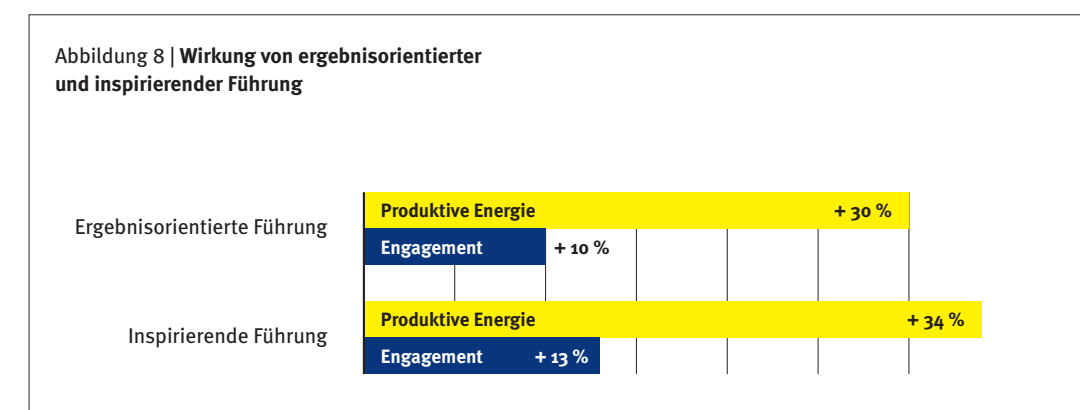 Abbildung 8 | Wirkung von ergebnisorientierter
und inspirierender Führung
Ergebnisorientierte Führung
Produktive Energie + 30 %
Engagement + 10 %
Inspirierende Führung
Produktive Energie + 34 %
Engagement + 13 %